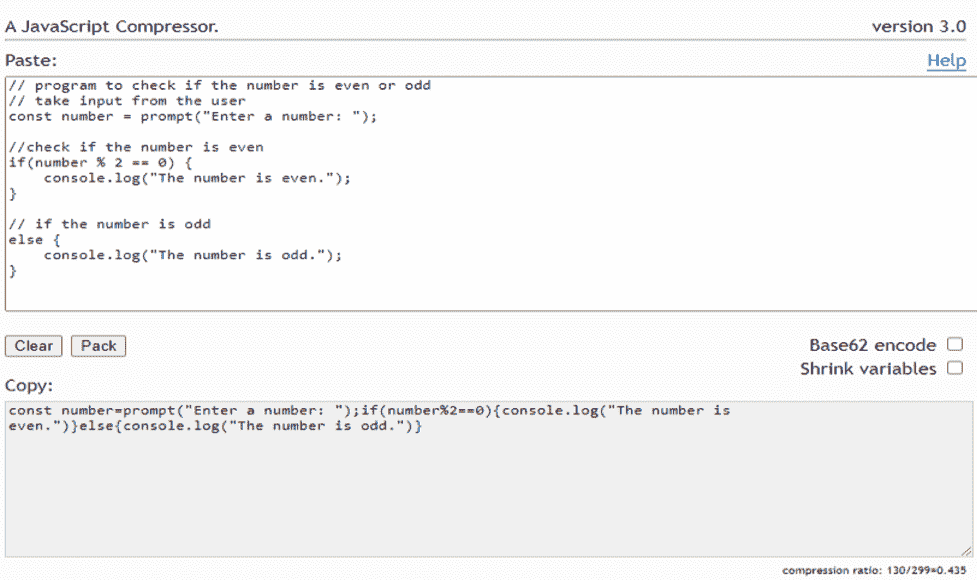 A JavaScript Compressor.
version 3.0
Paste:
Help
// program to check if the number is even or odd
// take input from the user
const number = prompt("Enter a number: ");
//check if the number is even
if(number % 2 == 0) {
    console.log("The number is even.");
}
// if the number is odd
else {
    console.log("The number is odd.");
}
Clear
Pack
Base62 encode
Shrink variables
Copy:
const number=prompt("Enter a number: ");if(number%2==0){console.log("The number is
even.")}else{console.log("The number is odd.")}
compression ratio: 130/299=0.435